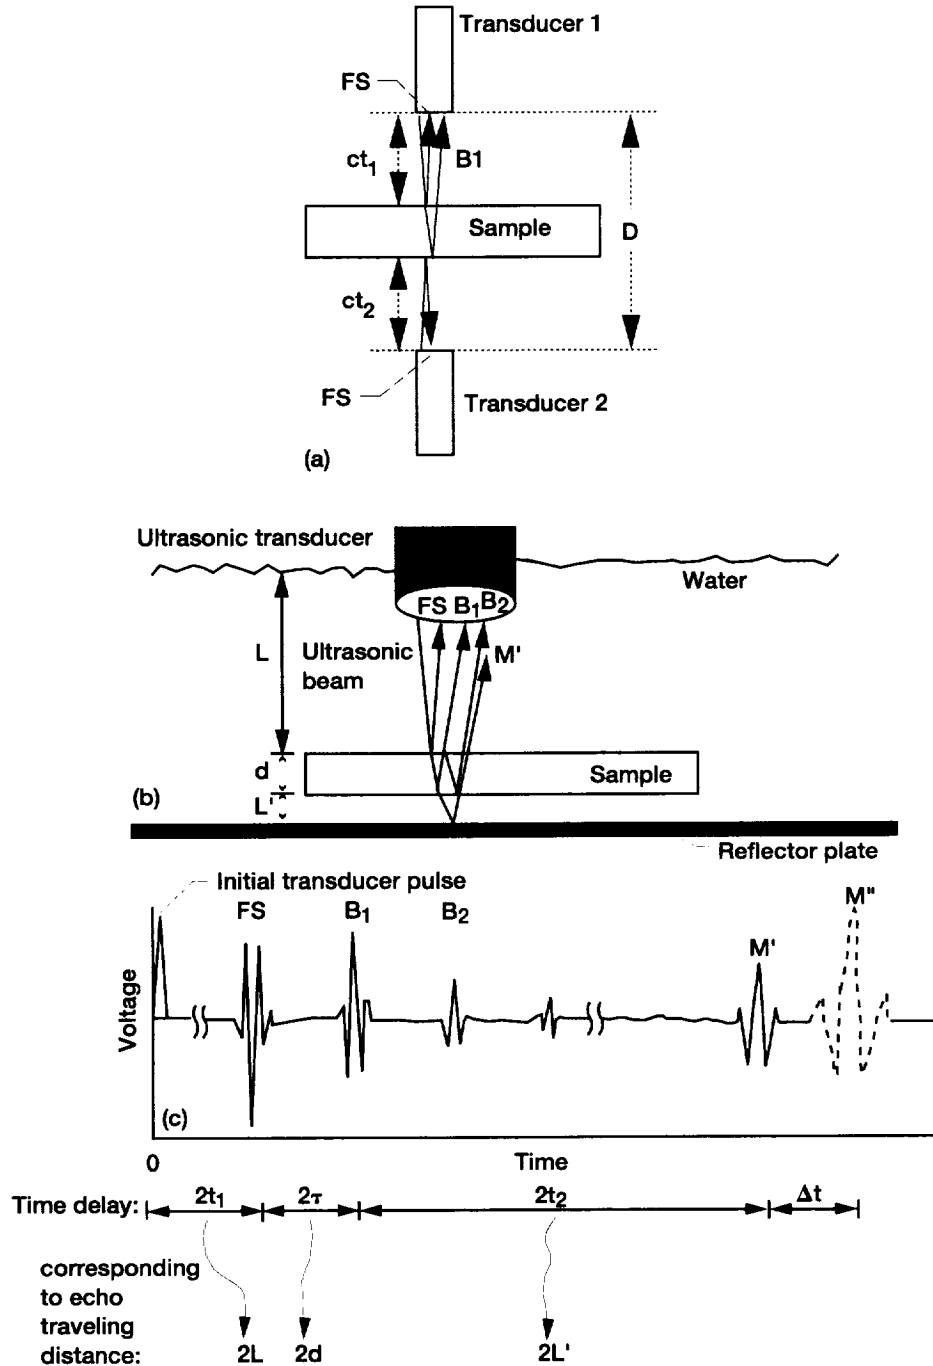 Transducer 1
FS
ct1
B1
Sample
D
ct2
FS
Transducer 2
(a)
Ultrasonic transducer
Water
FS B1 B2
L
Ultrasonic
beam
M'
d
Sample
(b)
L'
Reflector plate
Initial transducer pulse
FS
B1
B2
M'
M"
Voltage
(c)
0
Time
Time delay:
2t1
2τ
2t2
Δt
corresponding
to echo
traveling
distance:
2L
2d
2L'